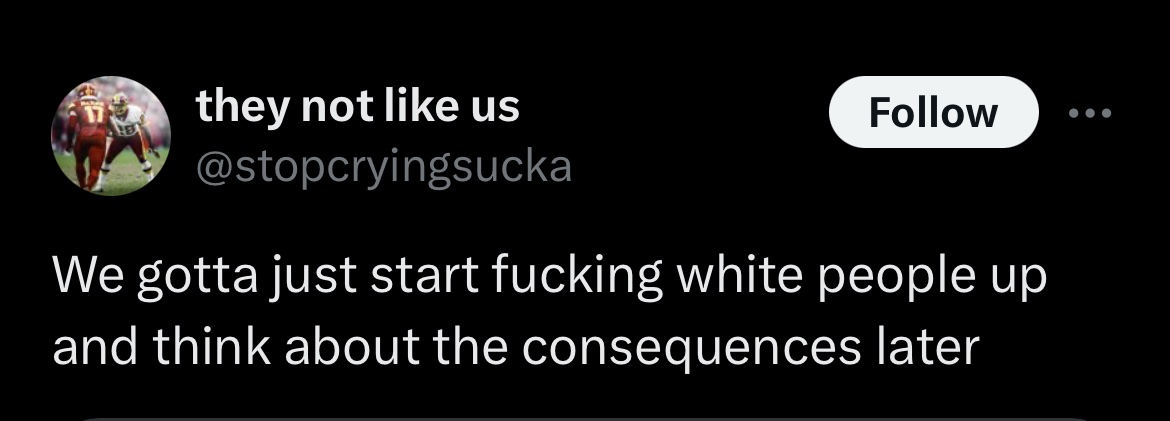 they not like us
Follow
@stopcryingsucka
We gotta just start fucking white people up
and think about the consequences later